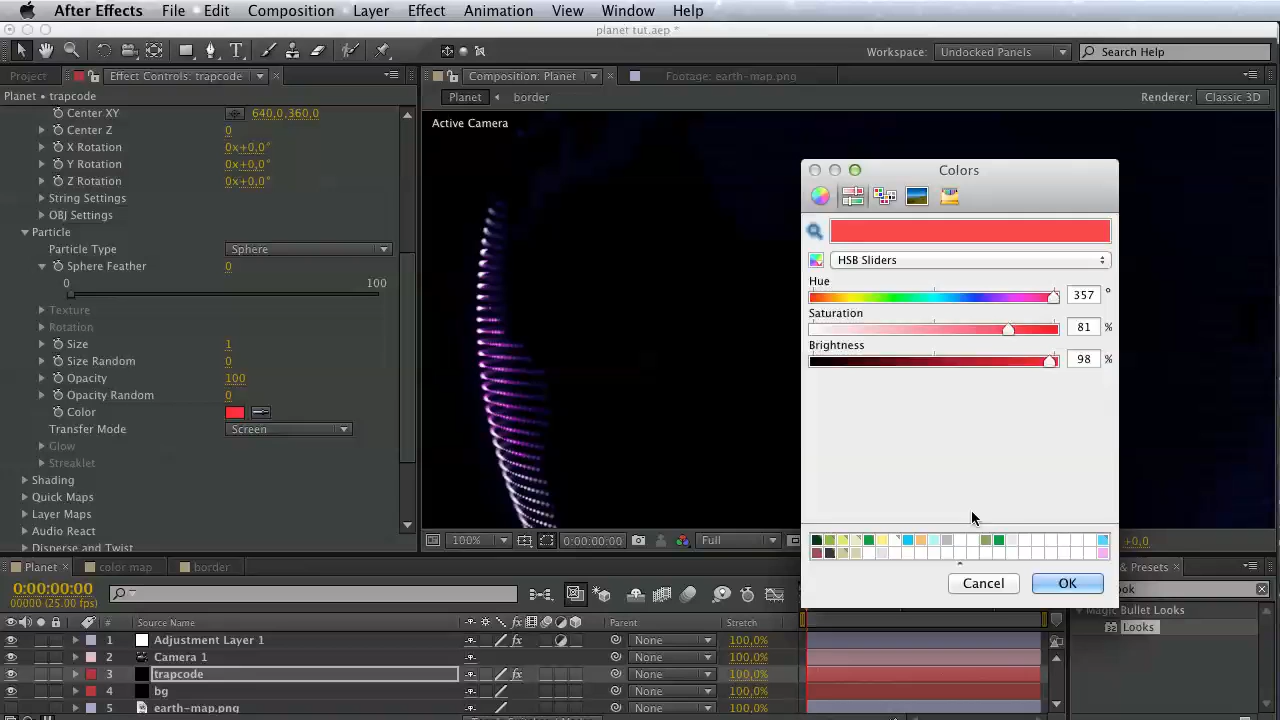 After Effects File Edit Composition Layer Effect Animation View Window Help
planet tut.aep *
Workspace: Undocked Panels Search Help
Project Effect Controls: trapcode Composition: Planet Footage: earth-map.png
Planet • trapcode Planet border Renderer: Classic 3D
Center XY 640,0,360,0
Active Camera
Center Z 0
X Rotation 0x+0,0°
Y Rotation 0x+0,0°
Z Rotation 0x+0,0°
String Settings
OBJ Settings
Particle
Particle Type Sphere
Sphere Feather 0
0 100
Texture
Rotation
Size 1
Size Random 0
Opacity 100
Opacity Random 0
Color
Transfer Mode Screen
Glow
Streaklet
Shading
Quick Maps
Layer Maps
Audio React
Disperse and Twist
Colors
HSB Sliders
Hue
357 °
Saturation
81 %
Brightness
98 %
Cancel OK
100% 0:00:00:00 Full +0,0
Planet color map border & Presets
0:00:00:00
00000 (25.00 fps)
ook
# Source Name Parent Stretch
Magic Bullet Looks
Looks
1 Adjustment Layer 1 None 100,0%
2 Camera 1 None 100,0%
3 trapcode None 100,0%
4 bg None 100,0%
5 earth-map.png None 100,0%